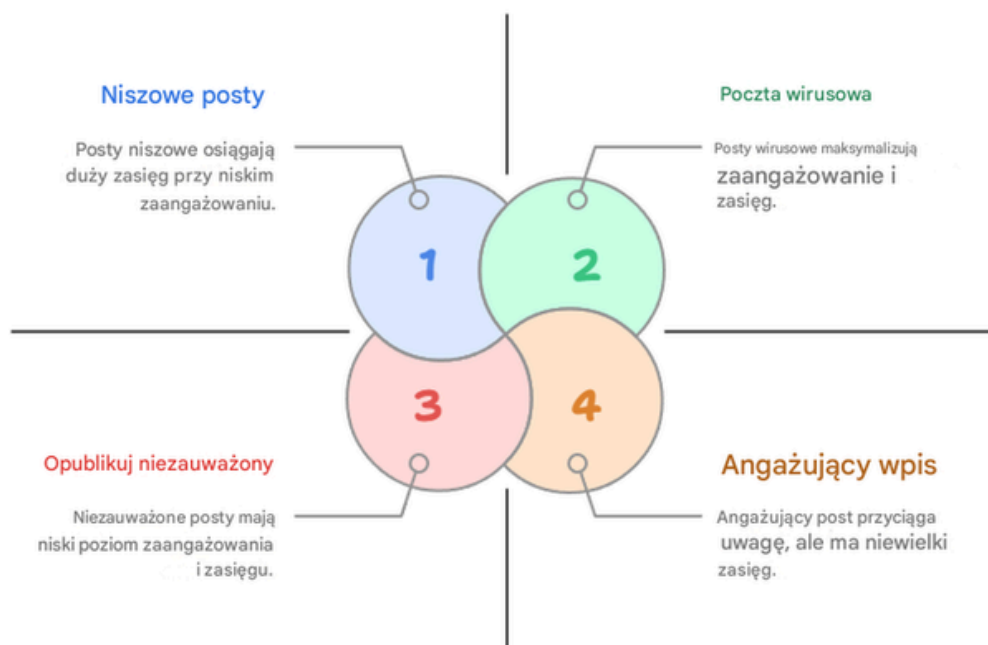 Niszowe posty
Posty niszowe osiągają
duży zasięg przy niskim
zaangażowaniu.
1
Poczta wirusowa
Posty wirusowe maksymalizują
zaangażowanie i
zasięg.
2
Opublikuj niezauważony
Niezauważone posty mają
niski poziom zaangażowania
i zasięgu.
3
Angażujący wpis
Angażujący post przyciąga
uwagę, ale ma niewielki
zasięg.
4